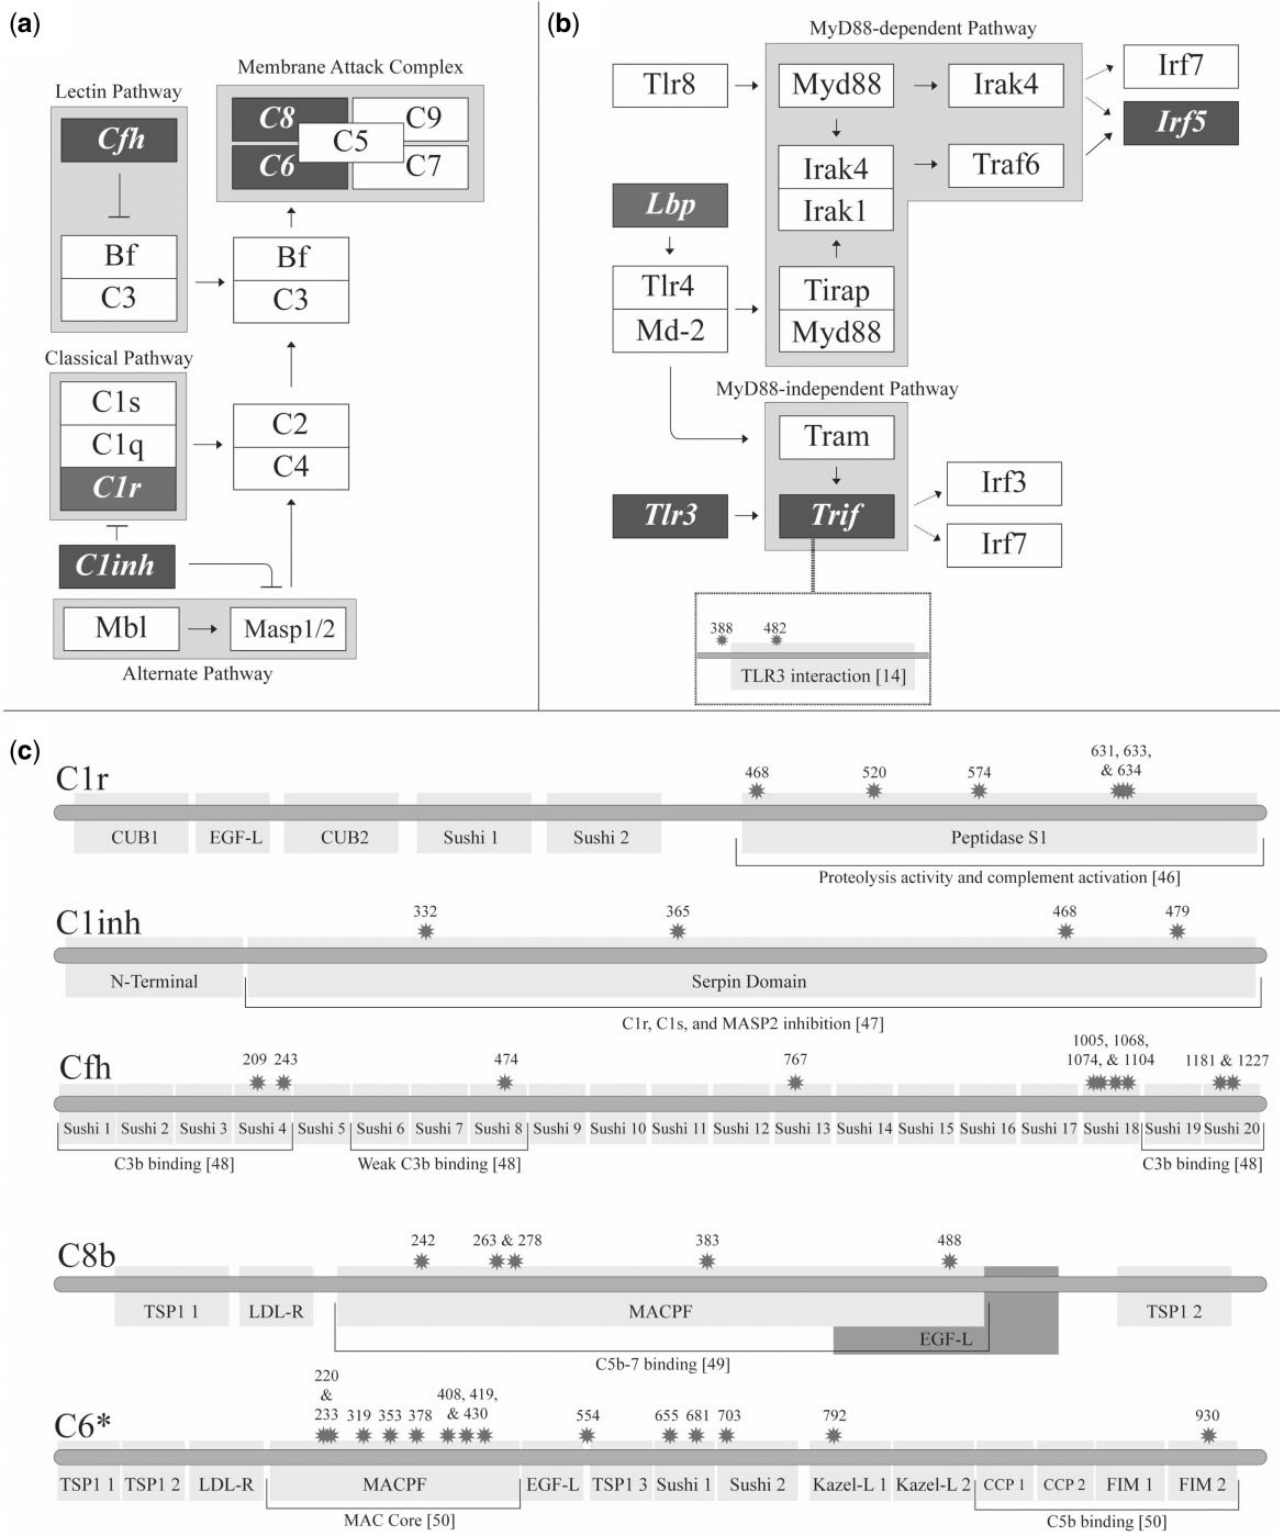 (a)
Lectin Pathway
Cfh
Bf
C3
Membrane Attack Complex
C8
C9
C5
C6
C7
Bf
C3
Classical Pathway
C1s
C1q
C1r
C2
C4
C1inh
Mbl
Masp1/2
Alternate Pathway
(b)
MyD88-dependent Pathway
Tlr8
Myd88
Irak4
Irf7
Irf5
Irak4
Irak1
Traf6
Lbp
Tlr4
Md-2
Tirap
Myd88
MyD88-independent Pathway
Tram
Tlr3
Trif
Irf3
Irf7
388
482
TLR3 interaction [14]
(c)
C1r
468
520
574
631, 633,
& 634
CUB1
EGF-L
CUB2
Sushi 1
Sushi 2
Peptidase S1
Proteolysis activity and complement activation [46]
C1inh
332
365
468
479
N-Terminal
Serpin Domain
C1r, C1s, and MASP2 inhibition [47]
Cfh
209
243
474
767
1005, 1068,
1074, & 1104
1181 & 1227
Sushi 1
Sushi 2
Sushi 3
Sushi 4
Sushi 5
Sushi 6
Sushi 7
Sushi 8
Sushi 9
Sushi 10
Sushi 11
Sushi 12
Sushi 13
Sushi 14
Sushi 15
Sushi 16
Sushi 17
Sushi 18
Sushi 19
Sushi 20
C3b binding [48]
Weak C3b binding [48]
C3b binding [48]
C8b
242
263 & 278
383
488
TSP1 1
LDL-R
MACPF
EGF-L
TSP1 2
C5b-7 binding [49]
C6*
220
&
233
319
353
378
408, 419,
& 430
554
655
681
703
792
930
TSP1 1
TSP1 2
LDL-R
MACPF
EGF-L
TSP1 3
Sushi 1
Sushi 2
Kazel-L 1
Kazel-L 2
CCP 1
CCP 2
FIM 1
FIM 2
MAC Core [50]
C5b binding [50]